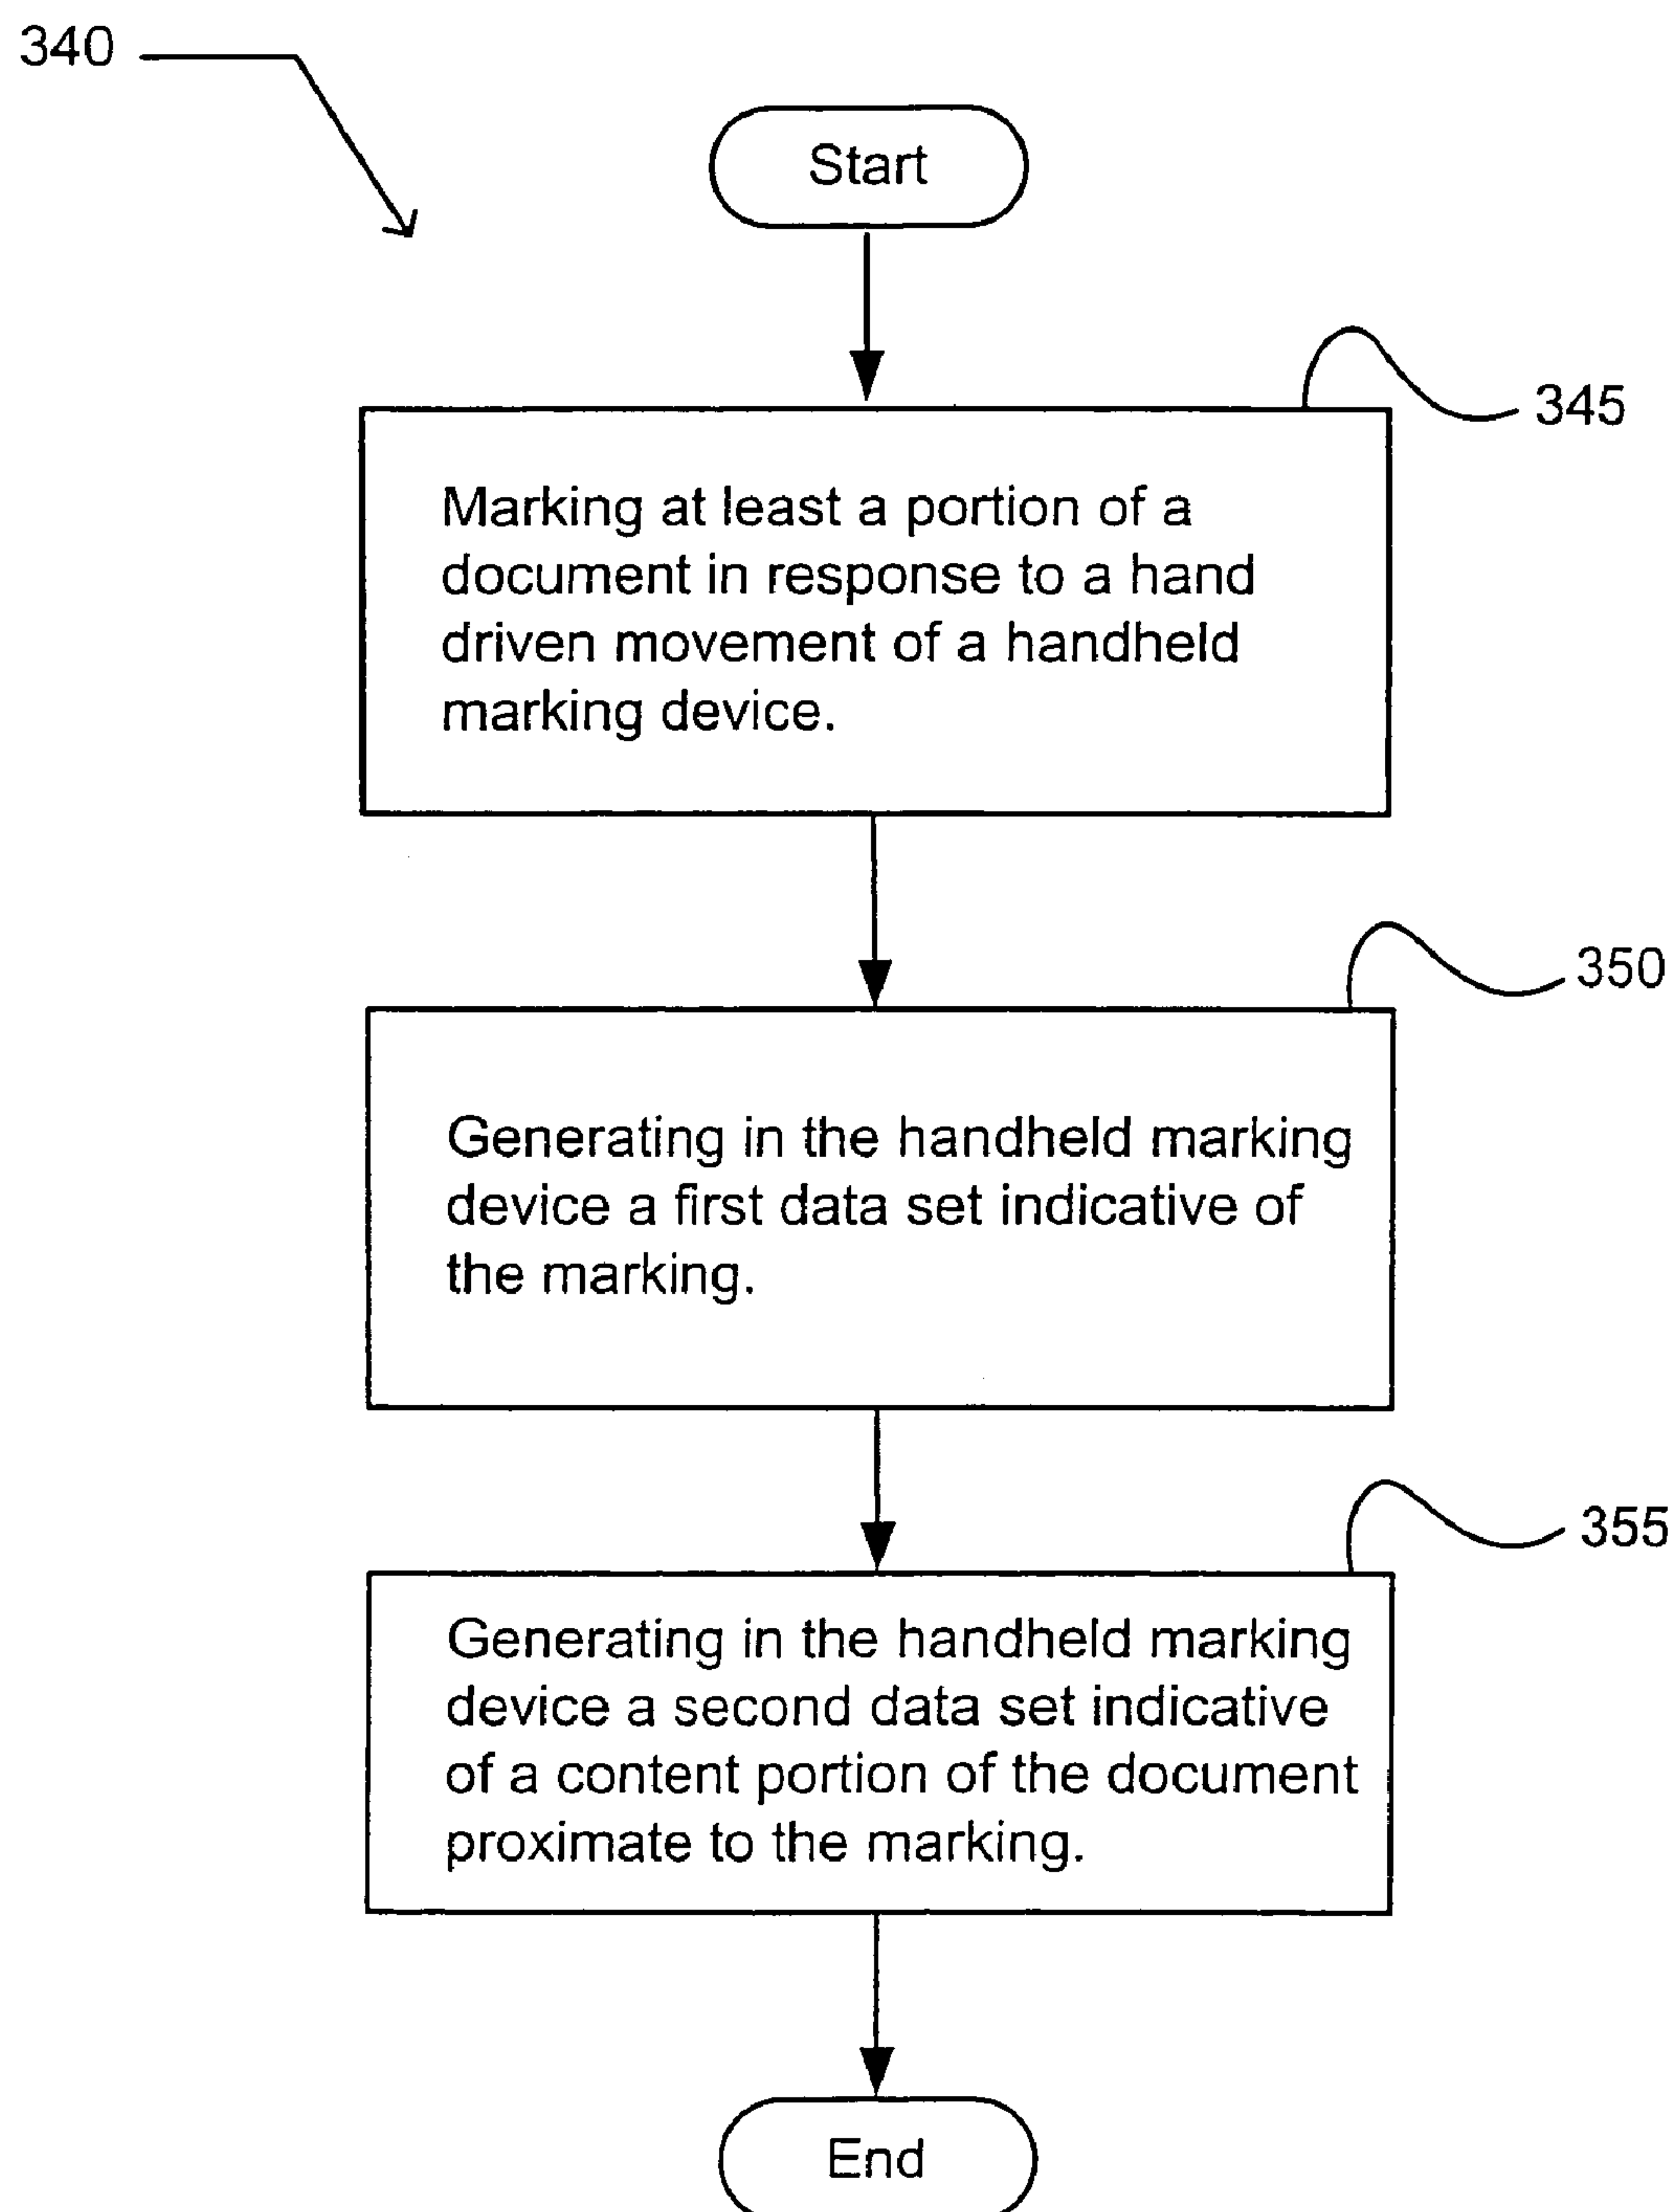 340
Start
345
Marking at least a portion of a
document in response to a hand
driven movement of a handheld
marking device.
350
Generating in the handheld marking
device a first data set indicative of
the marking.
355
Generating in the handheld marking
device a second data set indicative
of a content portion of the document
proximate to the marking.
End